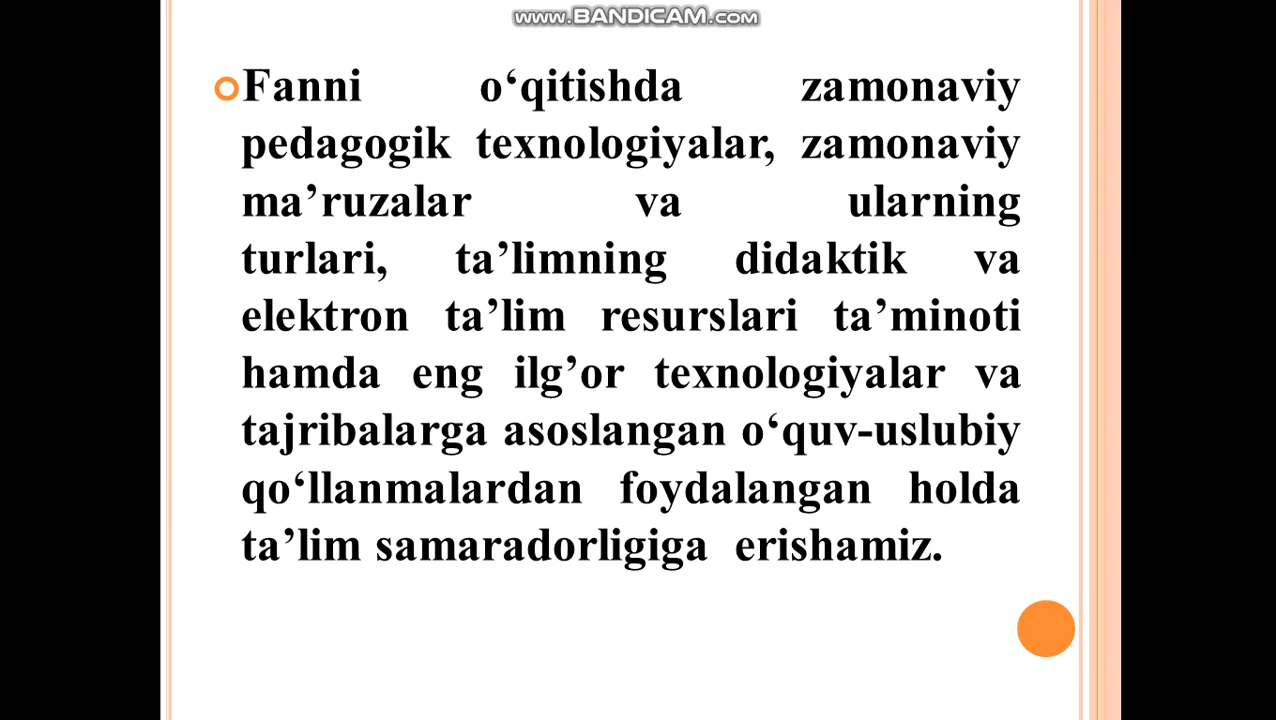 www.BANDICAM.com
Fanni o‘qitishda zamonaviy
pedagogik texnologiyalar, zamonaviy
ma’ruzalar va ularning
turlari, ta’limning didaktik va
elektron ta’lim resurslari ta’minoti
hamda eng ilg’or texnologiyalar va
tajribalarga asoslangan o‘quv-uslubiy
qo‘llanmalardan foydalangan holda
ta’lim samaradorligiga erishamiz.